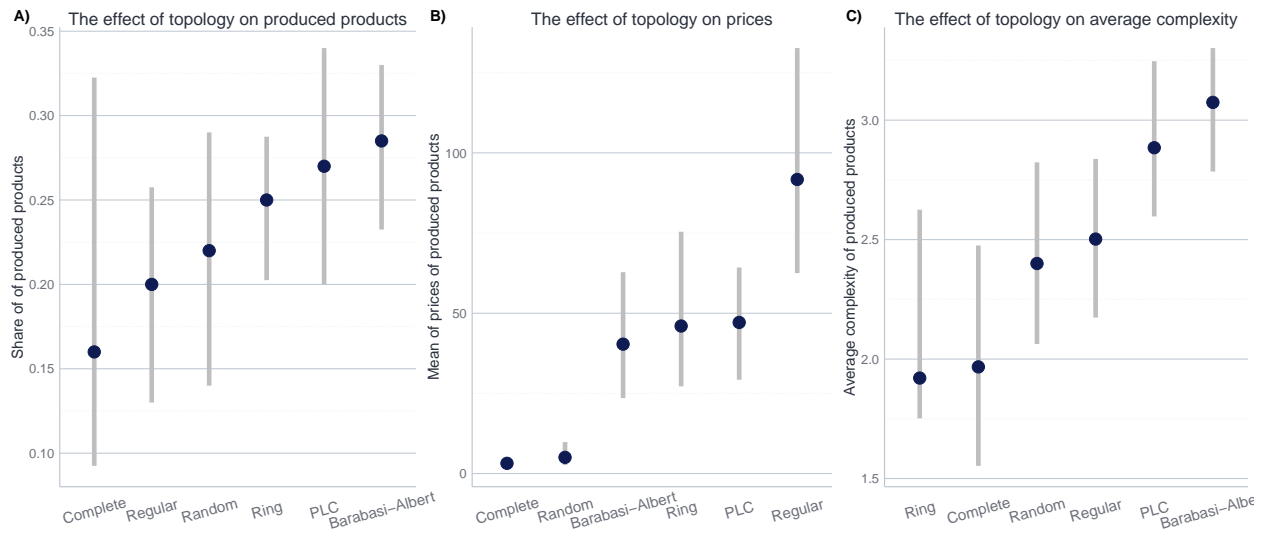 A)
The effect of topology on produced products
Share of of produced products
0.35
0.30
0.25
0.20
0.15
0.10
Complete
Regular
Random
Ring
PLC
Barabasi−Albert
B)
The effect of topology on prices
Mean of prices of produced products
100
50
0
Complete
Random
Barabasi−Albert
Ring
PLC
Regular
C)
The effect of topology on average complexity
Average complexity of produced products
3.0
2.5
2.0
1.5
Ring
Complete
Random
Regular
PLC
Barabasi−Albe